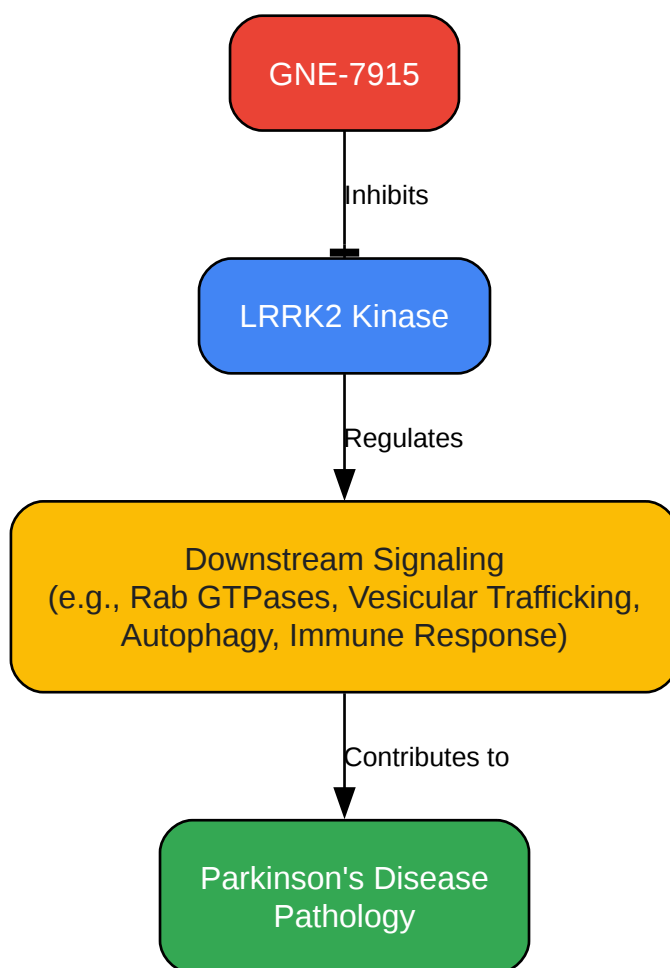 GNE-7915
Inhibits
LRRK2 Kinase
Regulates
Downstream Signaling
(e.g., Rab GTPases, Vesicular Trafficking,
Autophagy, Immune Response)
Contributes to
Parkinson's Disease
Pathology